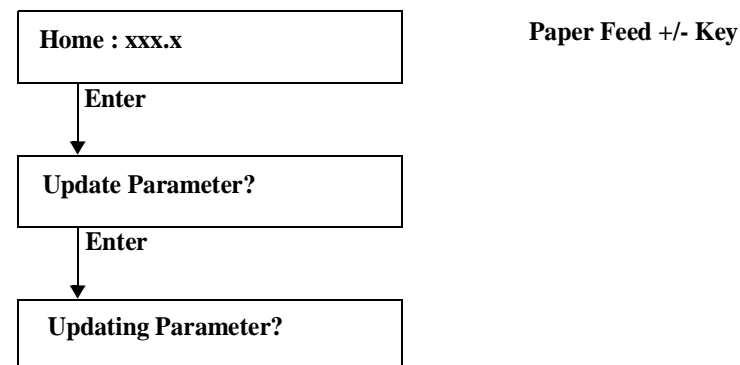 Home : xxx.x
Paper Feed +/- Key
Enter
Update Parameter?
Enter
Updating Parameter?